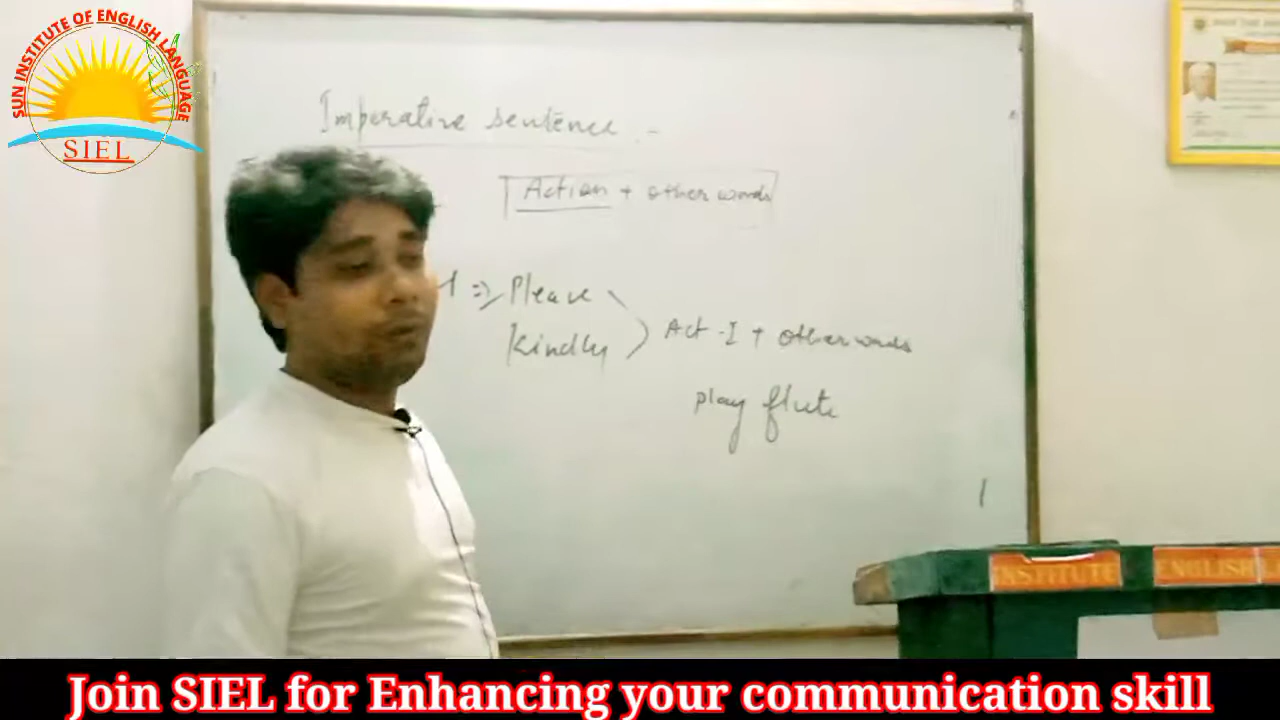 SUN INSTITUTE OF ENGLISH LANGUAGE
SIEL
Imperative sentence -
Action + other words
1 => Please
Kindly
Act-I + other words
play flute
INSTITUTE ENGLISH
Join SIEL for Enhancing your communication skill